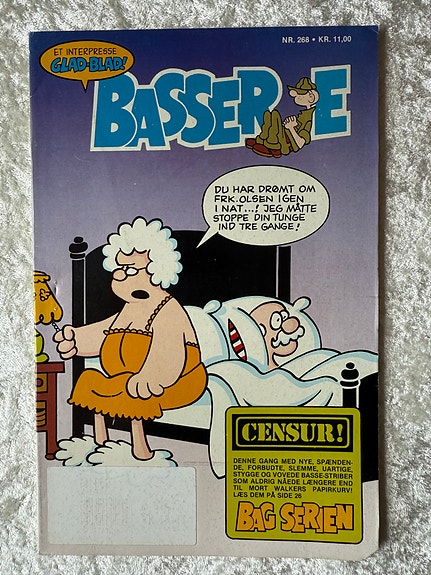 NR. 268 • KR. 11,00
ET INTERPRESSE
GLAD-BLAD!
BASSERNE
DU HAR DRØMT OM
FRK. OLSEN IGEN
I NAT...! JEG MÅTTE
STOPPE DIN TUNGE
IND TRE GANGE!
CENSUR!
DENNE GANG MED NYE, SPÆNDEN-
DE, FORBUDTE, SLEMME, UARTIGE,
STYGGE OG VOVEDE BASSE-STRIBER
SOM ALDRIG NÅEDE LÆNGERE END
TIL MORT WALKERS PAPIRKURV!
LÆS DEM PÅ SIDE 26
BAG SERIEN